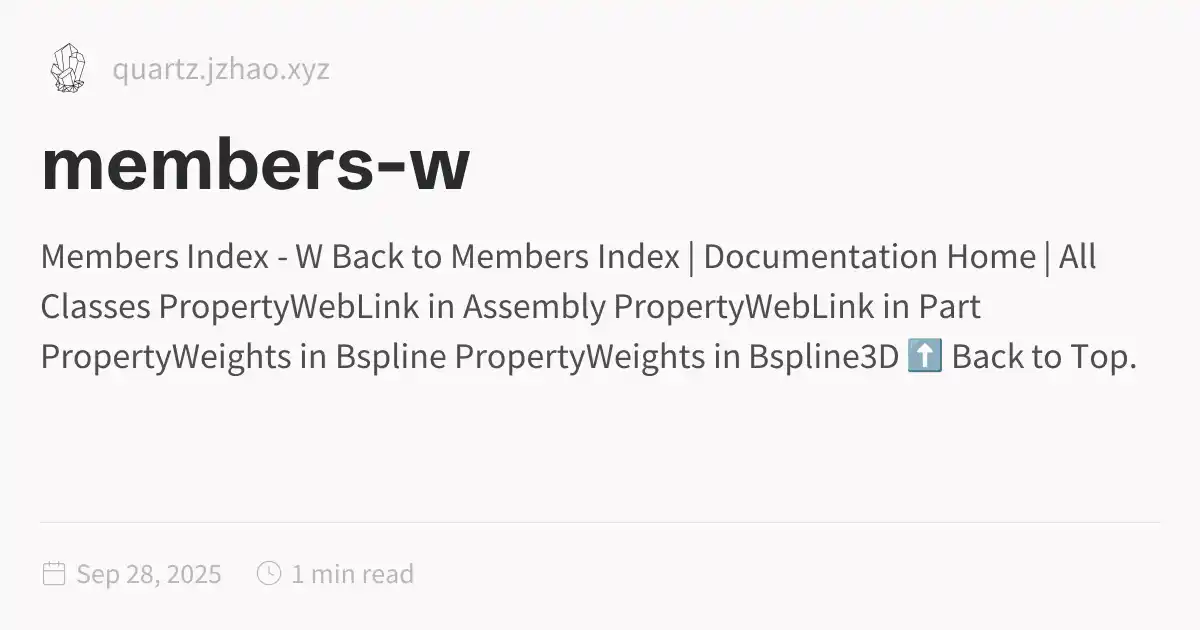 quartz.jzhao.xyz
members-w
Members Index - W Back to Members Index | Documentation Home | All
Classes PropertyWebLink in Assembly PropertyWebLink in Part
PropertyWeights in Bspline PropertyWeights in Bspline3D ⬆️ Back to Top.
Sep 28, 2025 1 min read